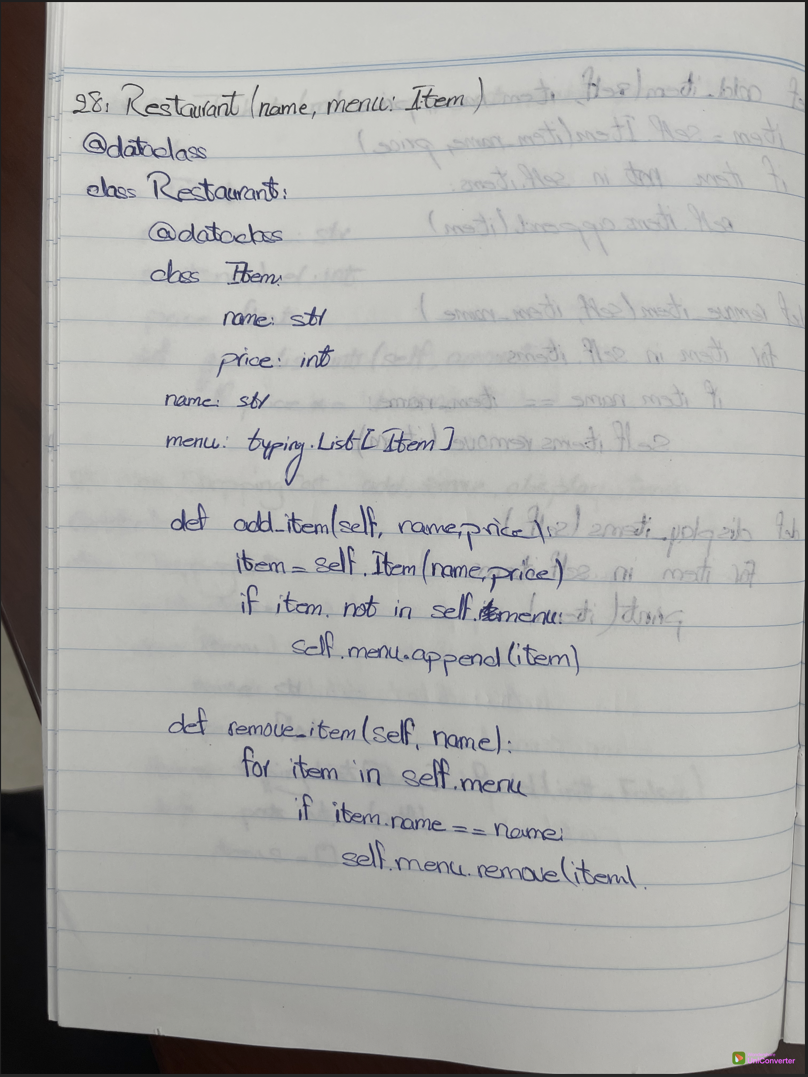 28. Restaurant (name, menu: Item)
@dataclass
class Restaurant:
@dataclass
class Item:
name: str
price: int
name: str
menu: typing.List[Item]
def add_item(self, name, price):
item = self.Item(name, price)
if item not in self.menu:
self.menu.append(item)
def remove_item(self, name):
for item in self.menu
if item.name == name:
self.menu.remove(item).
UniConverter